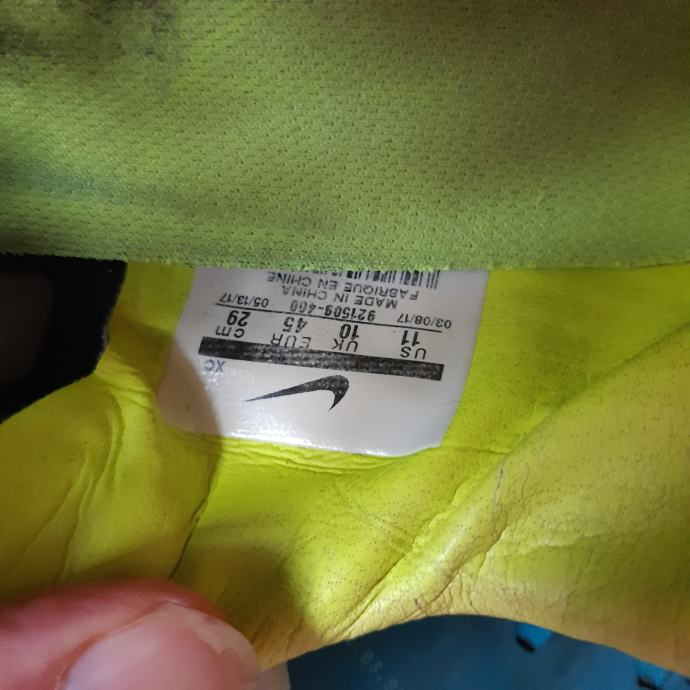 XC
US UK EUR cm
11 10 45 29
03/08/17 921509-400 05/13/17
MADE IN CHINA
FABRIQUE EN CHINE